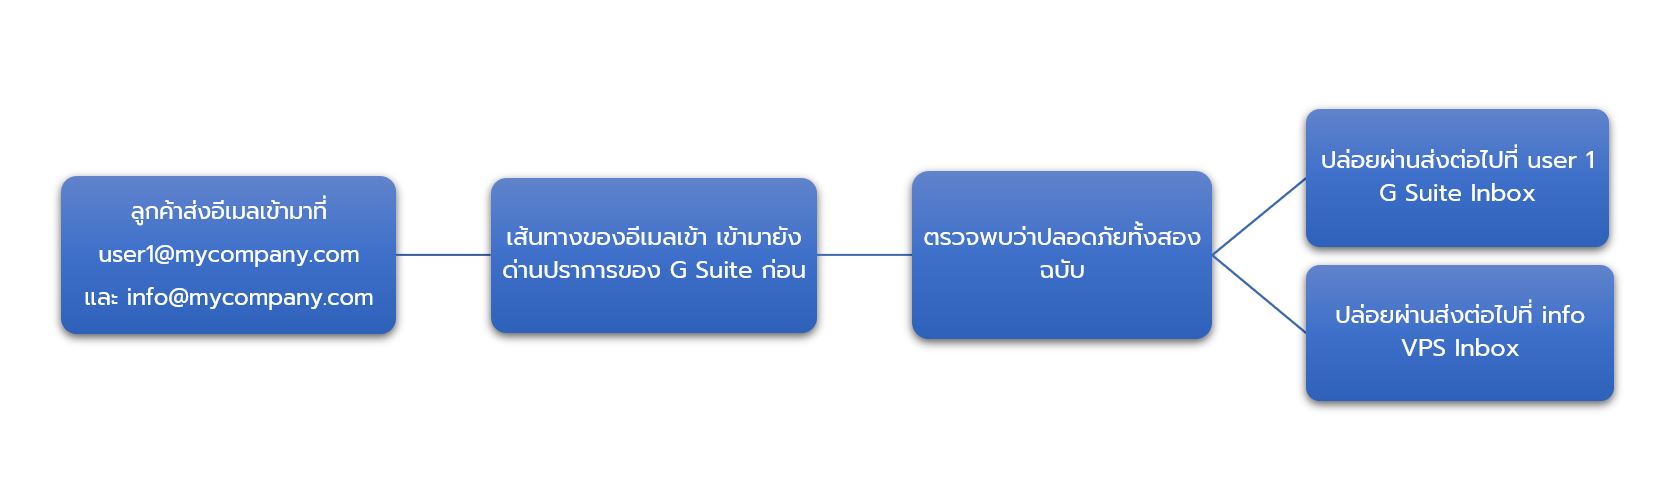 ลูกค้าส่งอีเมลเข้ามาที่
user1@mycompany.com
และ info@mycompany.com
เส้นทางของอีเมลเข้า เข้ามายัง
ด่านปราการของ G Suite ก่อน
ตรวจพบว่าปลอดภัยทั้งสอง
ฉบับ
ปล่อยผ่านส่งต่อไปที่ user 1
G Suite Inbox
ปล่อยผ่านส่งต่อไปที่ info
VPS Inbox